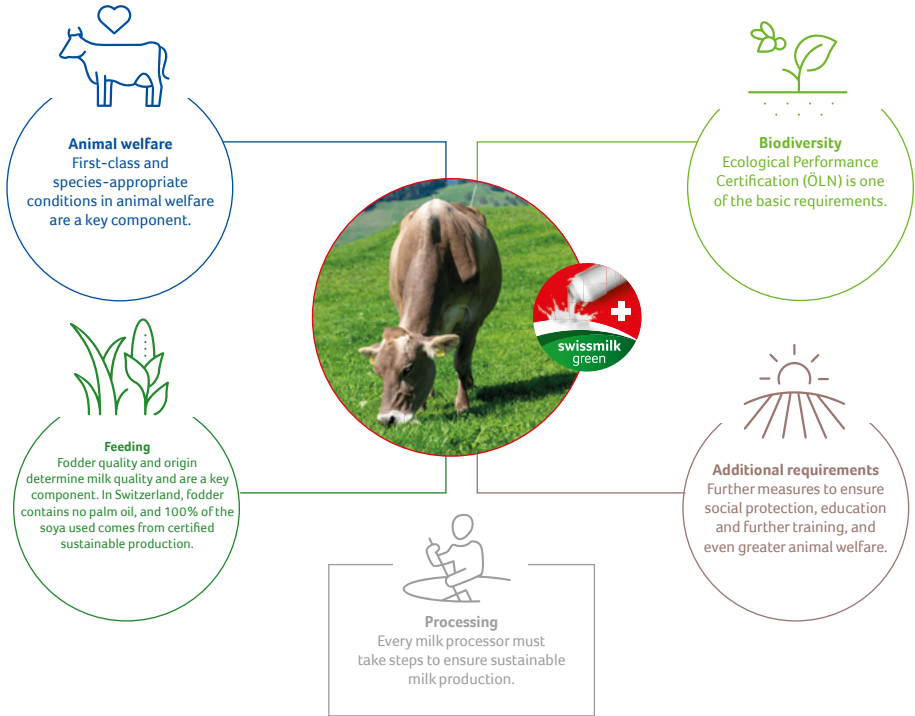 Animal welfare
First-class and
species-appropriate
conditions in animal welfare
are a key component.
Biodiversity
Ecological Performance
Certification (ÖLN) is one
of the basic requirements.
swissmilk
green
Feeding
Fodder quality and origin
determine milk quality and are a key
component. In Switzerland, fodder
contains no palm oil, and 100% of the
soya used comes from certified
sustainable production.
Additional requirements
Further measures to ensure
social protection, education
and further training, and
even greater animal welfare.
Processing
Every milk processor must
take steps to ensure sustainable
milk production.